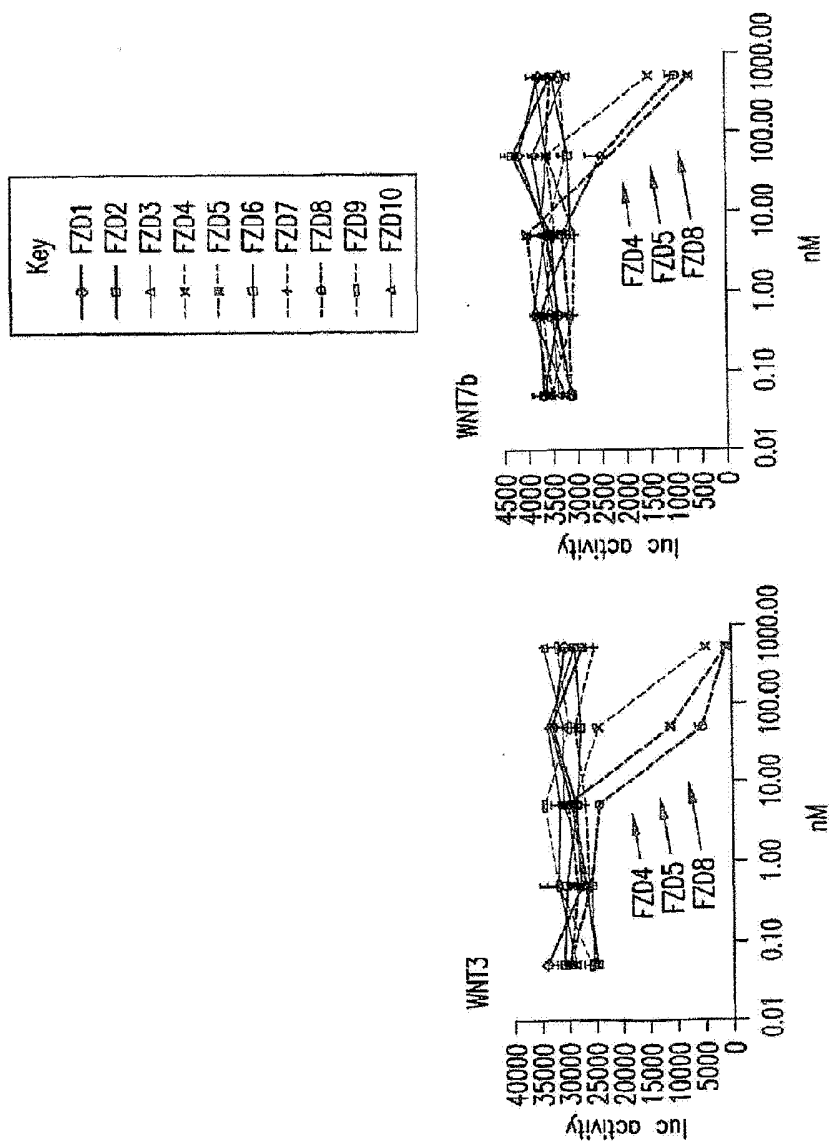 Key
FZD1
FZD2
FZD3
FZD4
FZD5
FZD6
FZD7
FZD8
FZD9
FZD10
WNT3
luc activity
40000
35000
30000
25000
20000
15000
10000
5000
0
FZD4
FZD5
FZD8
0.01
0.10
1.00
10.00
100.00
1000.00
nM
WNT7b
luc activity
4500
4000
3500
3000
2500
2000
1500
1000
500
0
FZD4
FZD5
FZD8
0.01
0.10
1.00
10.00
100.00
1000.00
nM